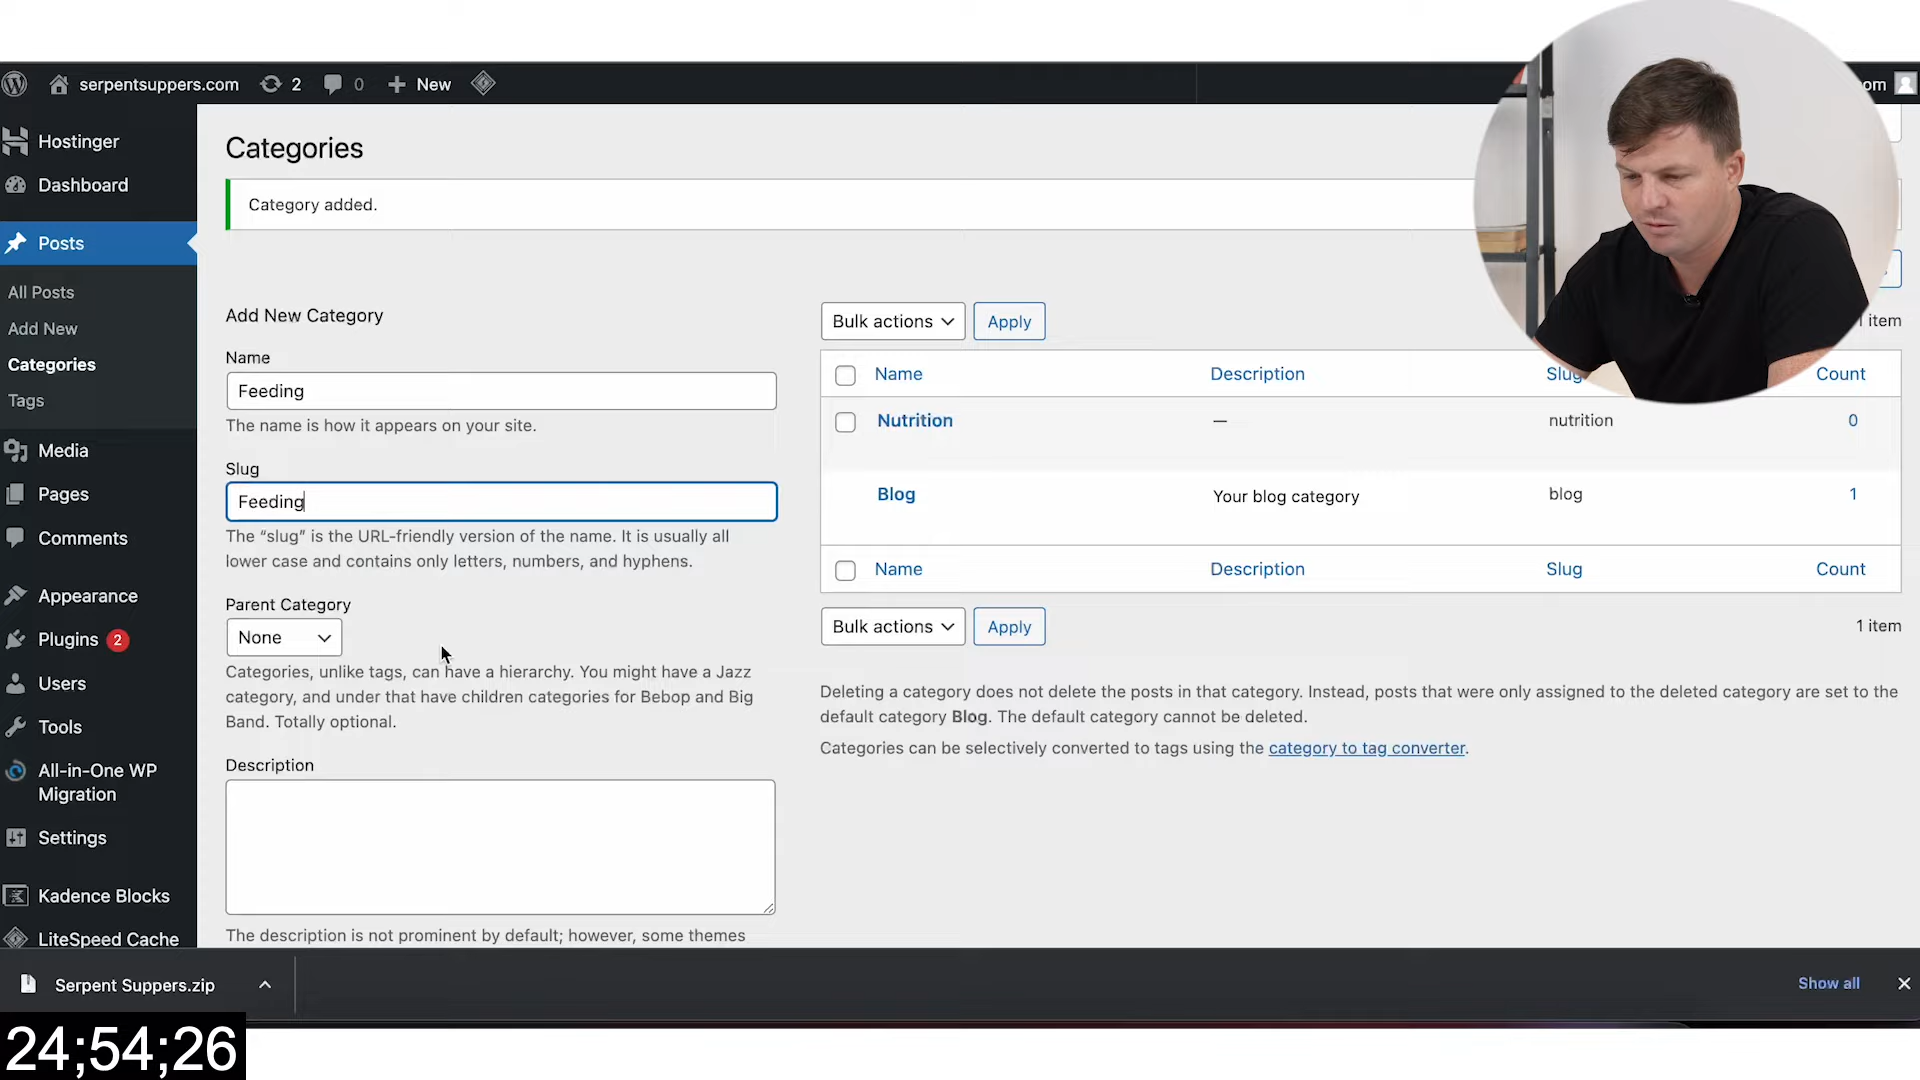 serpentsuppers.com 2 0 New om
Hostinger
Dashboard
Posts
All Posts
Add New
Categories
Tags
Media
Pages
Comments
Appearance
Plugins 2
Users
Tools
All-in-One WP
Migration
Settings
Kadence Blocks
LiteSpeed Cache
Categories
Category added.
Add New Category
Name
Feeding
The name is how it appears on your site.
Slug
Feeding
The “slug” is the URL-friendly version of the name. It is usually all
lower case and contains only letters, numbers, and hyphens.
Parent Category
None
Categories, unlike tags, can have a hierarchy. You might have a Jazz
category, and under that have children categories for Bebop and Big
Band. Totally optional.
Description
The description is not prominent by default; however, some themes
Bulk actions Apply item
Name Description Slug Count
Nutrition — nutrition 0
Blog Your blog category blog 1
Name Description Slug Count
Bulk actions Apply 1 item
Deleting a category does not delete the posts in that category. Instead, posts that were only assigned to the deleted category are set to the
default category Blog. The default category cannot be deleted.
Categories can be selectively converted to tags using the category to tag converter.
Serpent Suppers.zip Show all
24;54;26